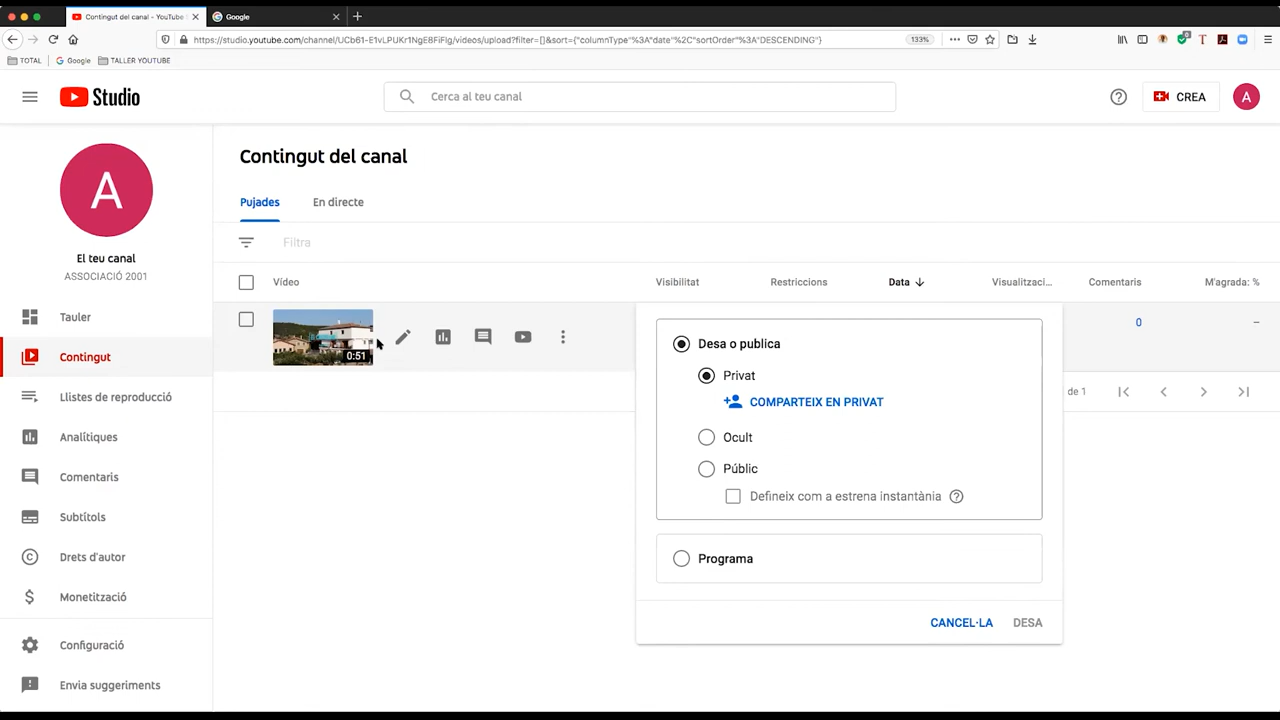 Contingut del canal - YouTube S
Google
https://studio.youtube.com/channel/UCb61-E1vLPUKr1NgE8FiFlg/videos/upload?filter=[]&sort={"columnType"%3A"date"%2C"sortOrder"%3A"DESCENDING"}
133%
TOTAL
Google
TALLER YOUTUBE
Studio
Cerca al teu canal
CREA
A
A
El teu canal
ASSOCIACIÓ 2001
Tauler
Contingut
Llistes de reproducció
Analítiques
Comentaris
Subtítols
Drets d'autor
Monetització
Configuració
Envia suggeriments
Contingut del canal
Pujades
En directe
Filtra
Vídeo
Visibilitat
Restriccions
Data
Visualitzaci...
Comentaris
M'agrada: %
0:51
0
–
de 1
Desa o publica
Privat
COMPARTEIX EN PRIVAT
Ocult
Públic
Defineix com a estrena instantània
Programa
CANCEL·LA
DESA